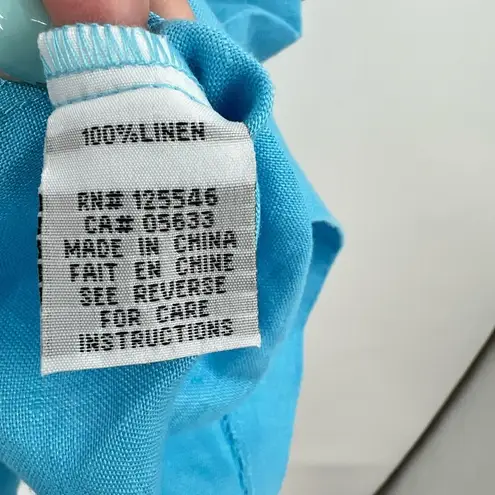 100%LINEN
RN# 125546
CA# 05633
MADE IN CHINA
FAIT EN CHINE
SEE REVERSE
FOR CARE
INSTRUCTIONS